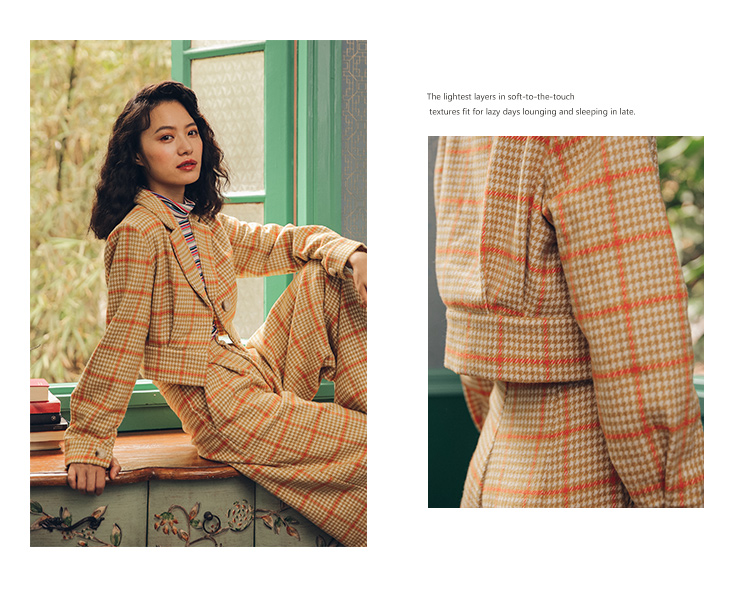 The lightest layers in soft-to-the-touch
textures fit for lazy days lounging and sleeping in late.